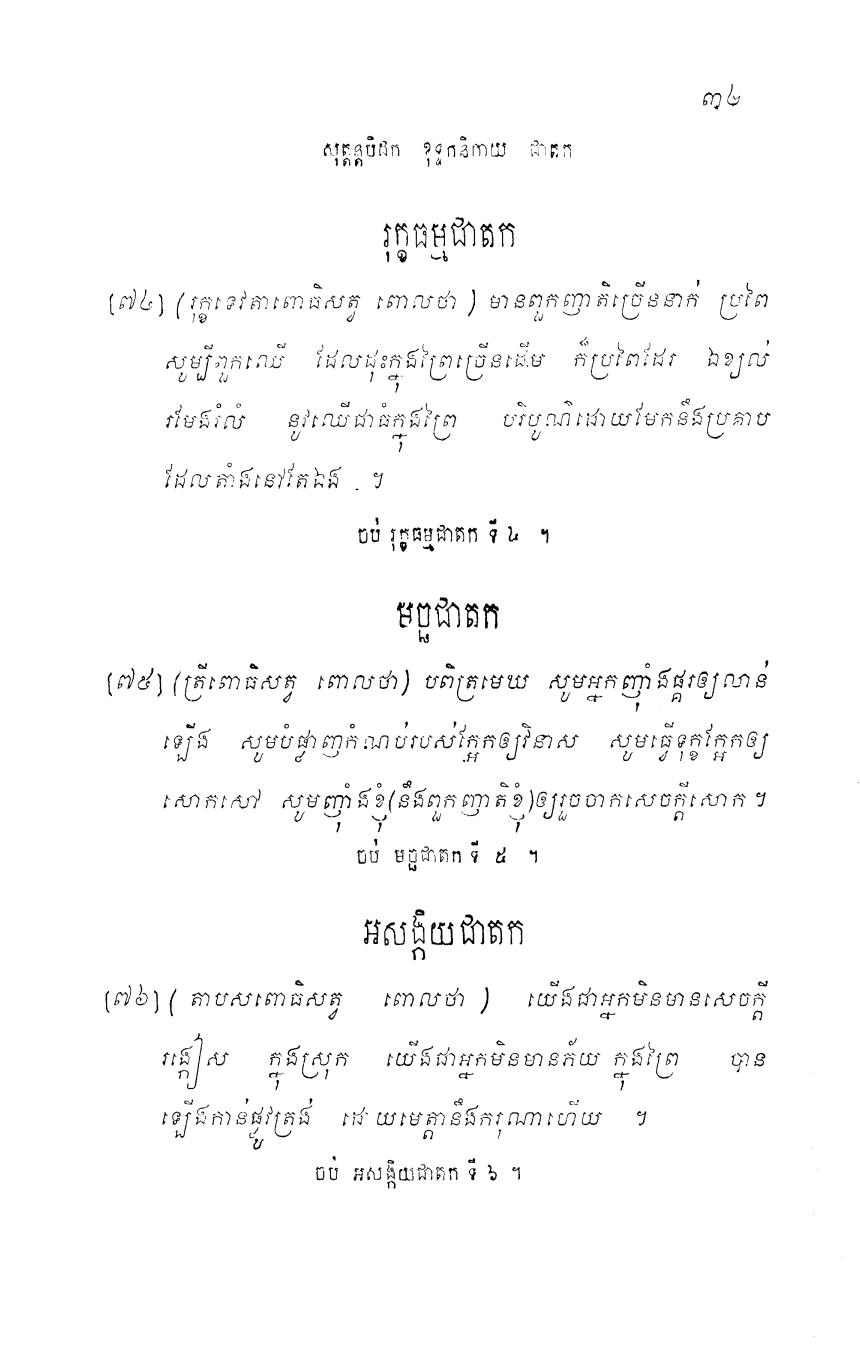 ៣៤
សុត្តន្តបិដក ខុទ្ទកនិកាយ ជាតក
រុក្ខធម្មជាតក
[៧៤] (រុក្ខទេវតាពោធិសត្វ ពោលថា ) មានពួកញាតិច្រើននាក់ ប្រពៃ
សូម្បីពួកឈើ ដែលដុះក្នុងព្រៃច្រើនដើម ក៏ប្រពៃដែរ ឯខ្យល់
រមែងរំលំ នូវឈើជាធំក្នុងព្រៃ បរិបូណ៌ដោយមែកនឹងប្រគាប
ដែលតាំងនៅតែឯង . ។
ចប់ រុក្ខធម្មជាតក ទី ៤ ។
មច្ឆជាតក
[៧៥] (ត្រីពោធិសត្វ ពោលថា) បពិត្រមេឃ សូមអ្នកញុំាងផ្គរឲ្យលាន់
ឡើង សូមបំផ្លាញកំណប់របស់ក្អែកឲ្យវិនាស សូមធ្វើទុក្ខក្អែកឲ្យ
សោកសៅ សូមញុំាងខ្ញុំ(នឹងពួកញាតិខ្ញុំ)ឲ្យរួចចាកសេចក្តីសោក ។
ចប់ មច្ឆជាតក ទី ៥ ។
អសង្កិយជាតក
[៧៦] ( តាបសពោធិសត្វ ពោលថា ) យើងជាអ្នកមិនមានសេចក្តី
រង្កៀស ក្នុងស្រុក យើងជាអ្នកមិនមានភ័យ ក្នុងព្រៃ បាន
ឡើងកាន់ផ្លូវត្រង់ ដោយមេត្តានឹងករុណាហើយ ។
ចប់ អសង្កិយជាតក ទី ៦ ។